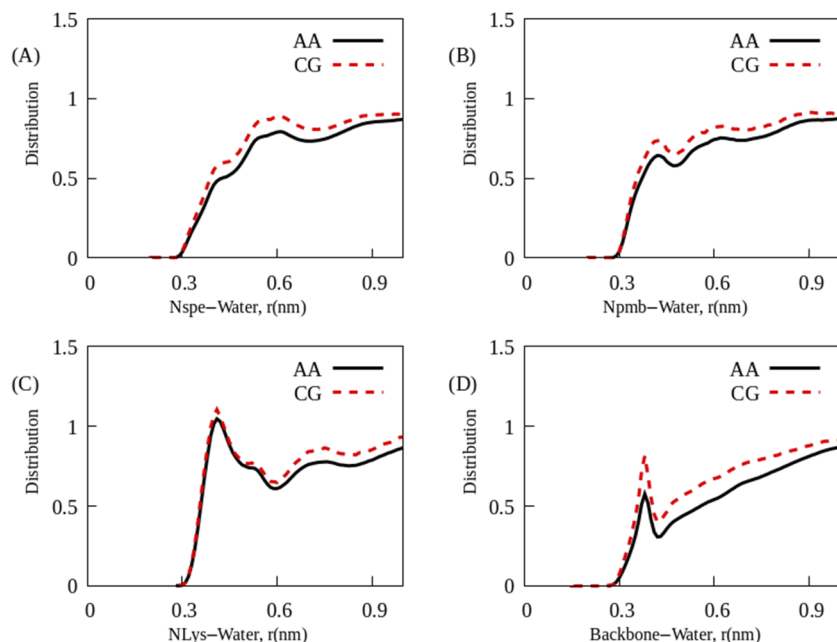 (A)
Distribution
1.5
1
0.5
0
AA
CG
0 0.3 0.6 0.9
Nspe−Water, r(nm)
(B)
Distribution
1.5
1
0.5
0
AA
CG
0 0.3 0.6 0.9
Npmb−Water, r(nm)
(C)
Distribution
1.5
1
0.5
0
AA
CG
0 0.3 0.6 0.9
NLys−Water, r(nm)
(D)
Distribution
1.5
1
0.5
0
AA
CG
0 0.3 0.6 0.9
Backbone−Water, r(nm)